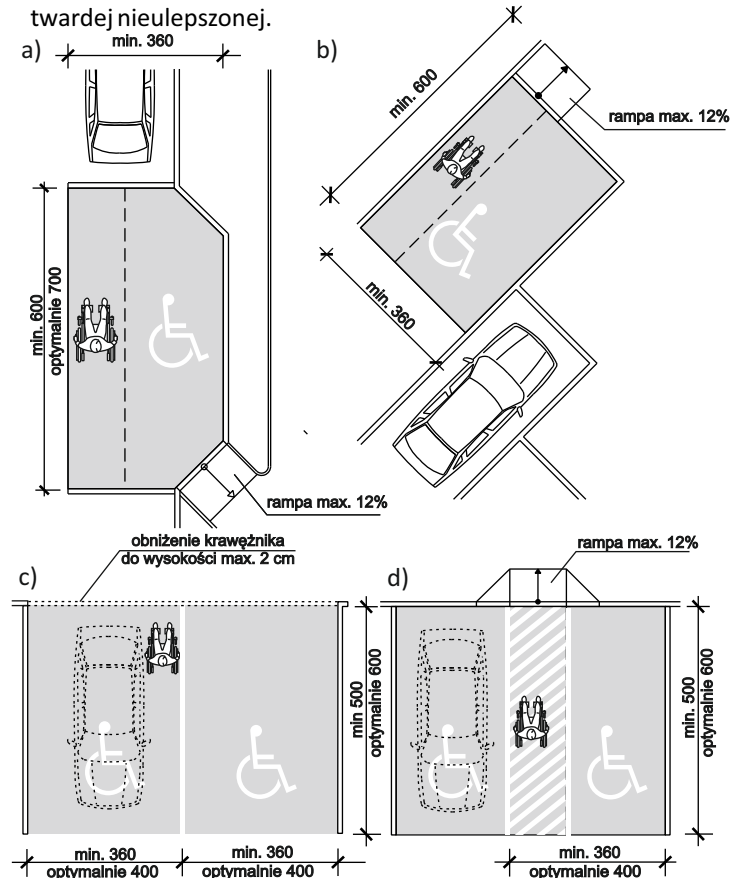 twardej nieulepszonej.
a)
min. 360
min. 600
optymalnie 700
rampa max. 12%
b)
min. 600
rampa max. 12%
min. 360
obniżenie krawężnika
do wysokości max. 2 cm
c)
min 500
optymalnie 600
min. 360
optymalnie 400
min. 360
optymalnie 400
rampa max. 12%
d)
min. 500
optymalnie 600
min. 360
optymalnie 400